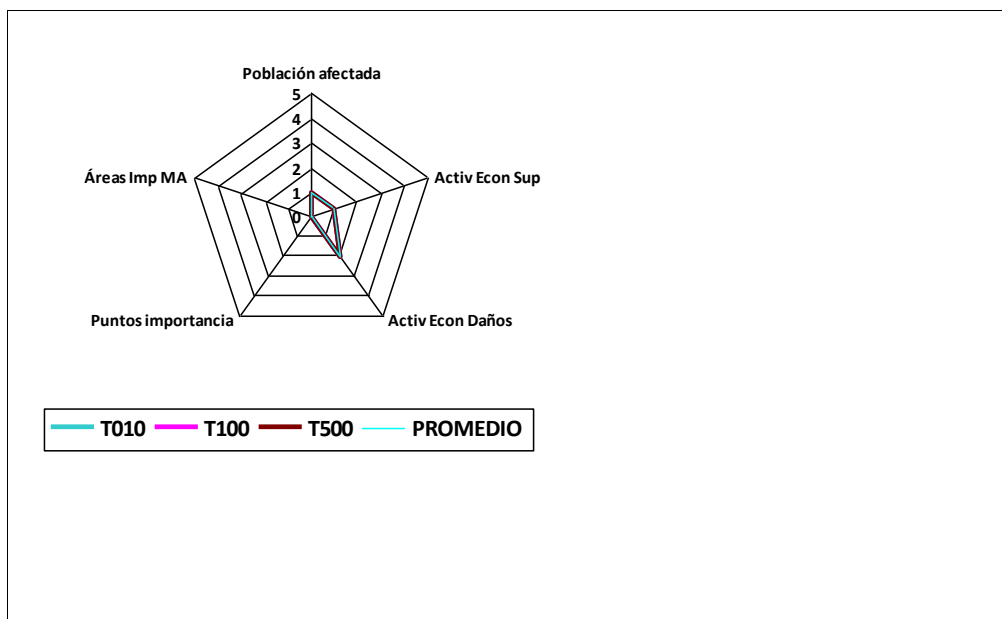 Población afectada
5
4
3
2
1
0
Áreas Imp MA
Activ Econ Sup
Puntos importancia
Activ Econ Daños
T010 T100 T500 PROMEDIO